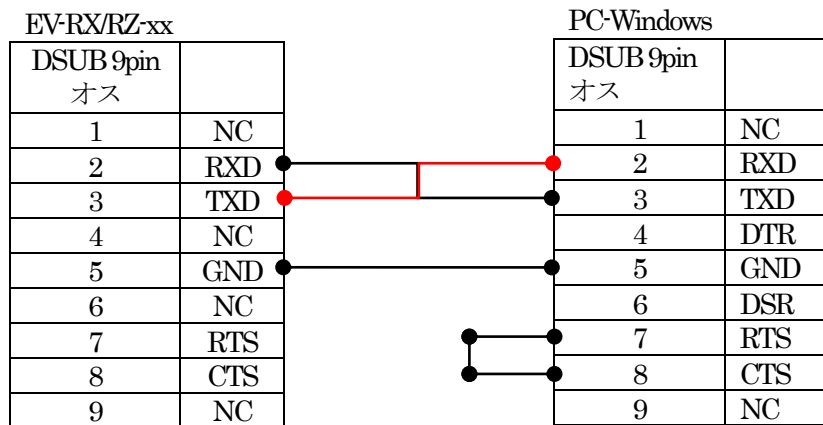 EV-RX/RZ-xx
DSUB 9pin
オス
1 NC
2 RXD
3 TXD
4 NC
5 GND
6 NC
7 RTS
8 CTS
9 NC
PC-Windows
DSUB 9pin
オス
1 NC
2 RXD
3 TXD
4 DTR
5 GND
6 DSR
7 RTS
8 CTS
9 NC